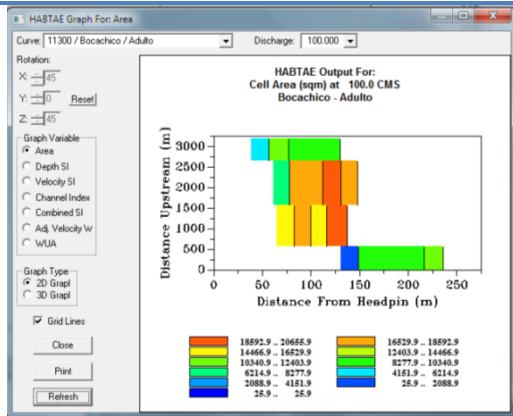 HABTAE Graph For: Area
Curve: 11300 / Bocachico / Adulto
Discharge: 100.000
Rotation:
X: 45
Y: 0 Reset
Z: 45
Graph Variable
Area
Depth SI
Velocity SI
Channel Index
Combined SI
Adj. Velocity W
WUA
Graph Type
2D Grapl
3D Grapl
Grid Lines
Close
Print
Refresh
HABTAE Output For:
Cell Area (sqm) at 100.0 CMS
Bocachico - Adulto
Distance Upstream (m)
3000
2500
2000
1500
1000
500
0
0 50 100 150 200 250
Distance From Headpin (m)
18592.9 .. 20655.9 16529.9 .. 18592.9
14466.9 .. 16529.9 12403.9 .. 14466.9
10340.9 .. 12403.9 8277.9 .. 10340.9
6214.9 .. 8277.9 4151.9 .. 6214.9
2088.9 .. 4151.9 25.9 .. 2088.9
25.9 .. 25.9